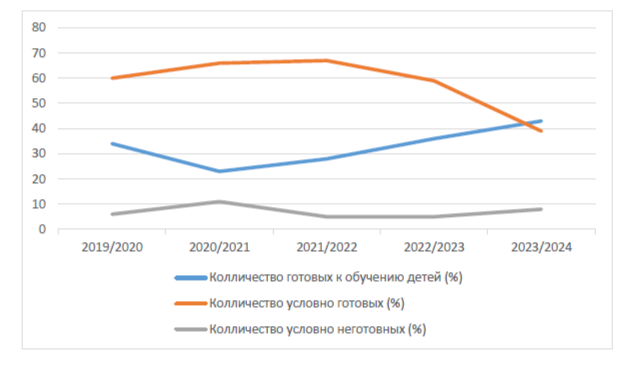 80
70
60
50
40
30
20
10
0
2019/2020 2020/2021 2021/2022 2022/2023 2023/2024
Колличество готовых к обучению детей (%)
Колличество условно готовых (%)
Колличество условно неготовных (%)